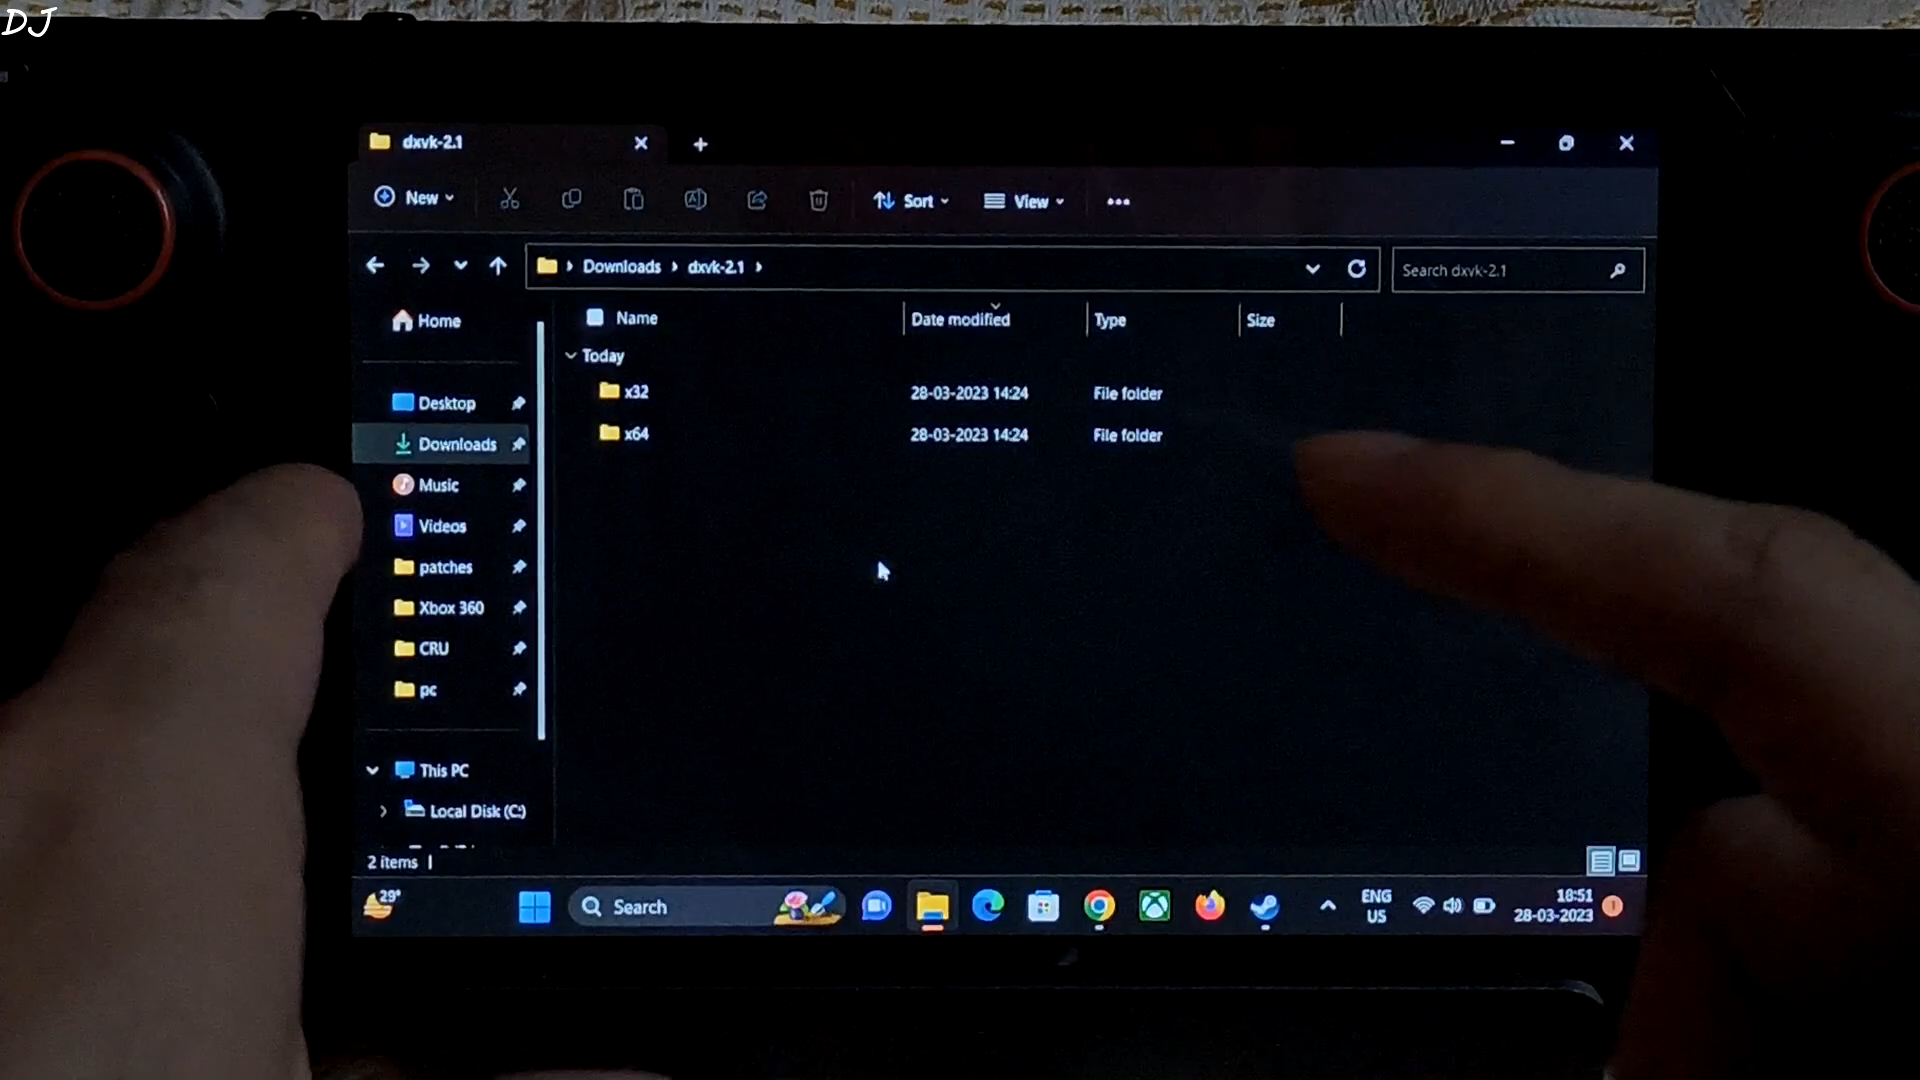 DJ
dxvk-2.1
New
Sort
View
Downloads
dxvk-2.1
Search dxvk-2.1
Home
Name
Date modified
Type
Size
Today
x32
28-03-2023 14:24
File folder
x64
28-03-2023 14:24
File folder
Desktop
Downloads
Music
Videos
patches
Xbox 360
CRU
pc
This PC
Local Disk (C:)
2 items
29°
Search
ENG
US
18:51
28-03-2023
1